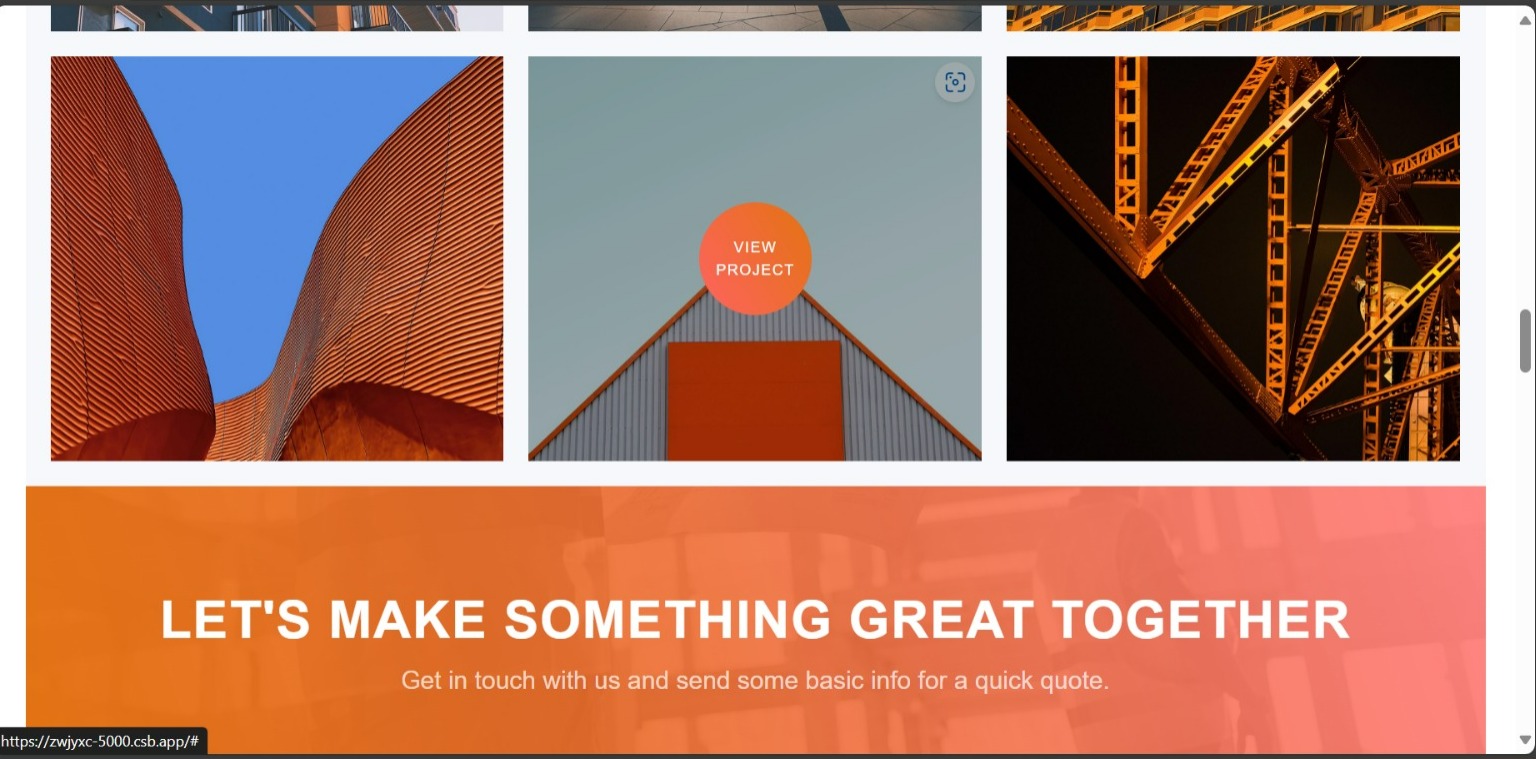 VIEW
PROJECT
LET'S MAKE SOMETHING GREAT TOGETHER
Get in touch with us and send some basic info for a quick quote.
https://zwjyxc-5000.csb.app/#